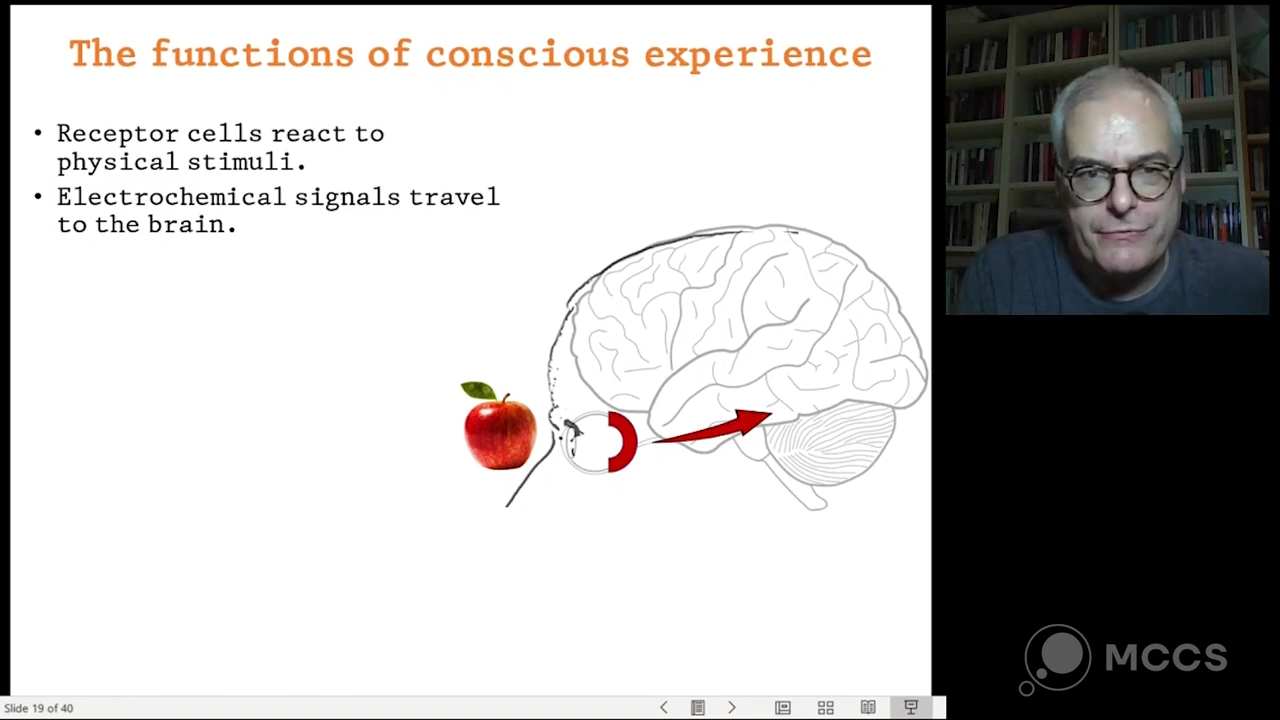 The functions of conscious experience
• Receptor cells react to
physical stimuli.
• Electrochemical signals travel
to the brain.
MCCS
Slide 19 of 40